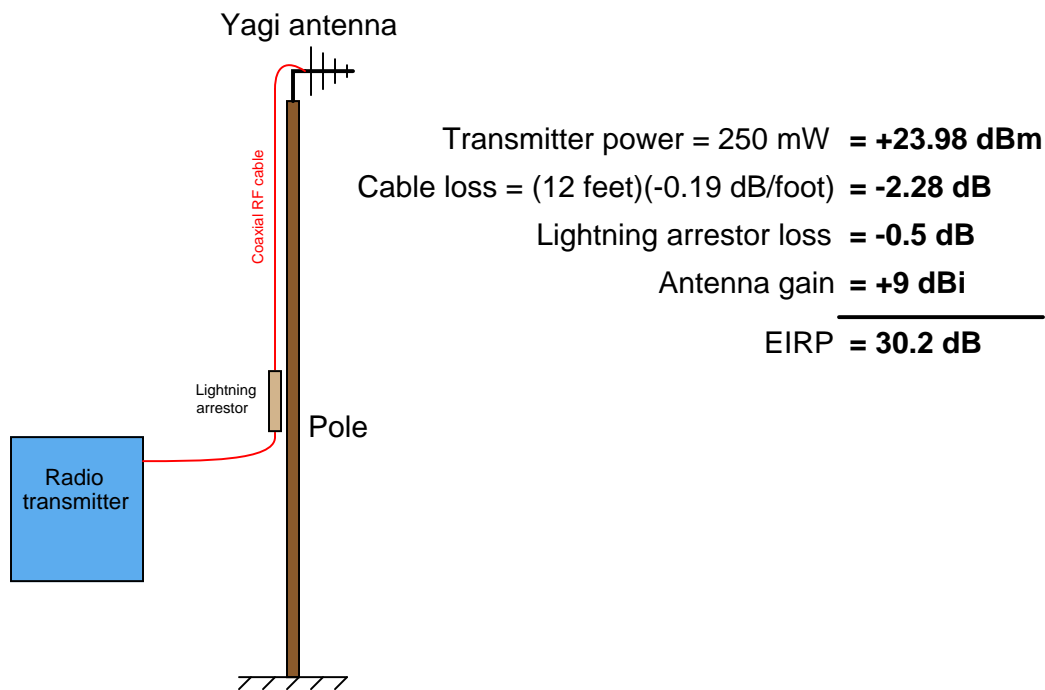 Yagi antenna
Coaxial RF cable
Transmitter power = 250 mW = +23.98 dBm
Cable loss = (12 feet)(-0.19 dB/foot) = -2.28 dB
Lightning arrestor loss = -0.5 dB
Antenna gain = +9 dBi
EIRP = 30.2 dB
Lightning
arrestor
Pole
Radio
transmitter